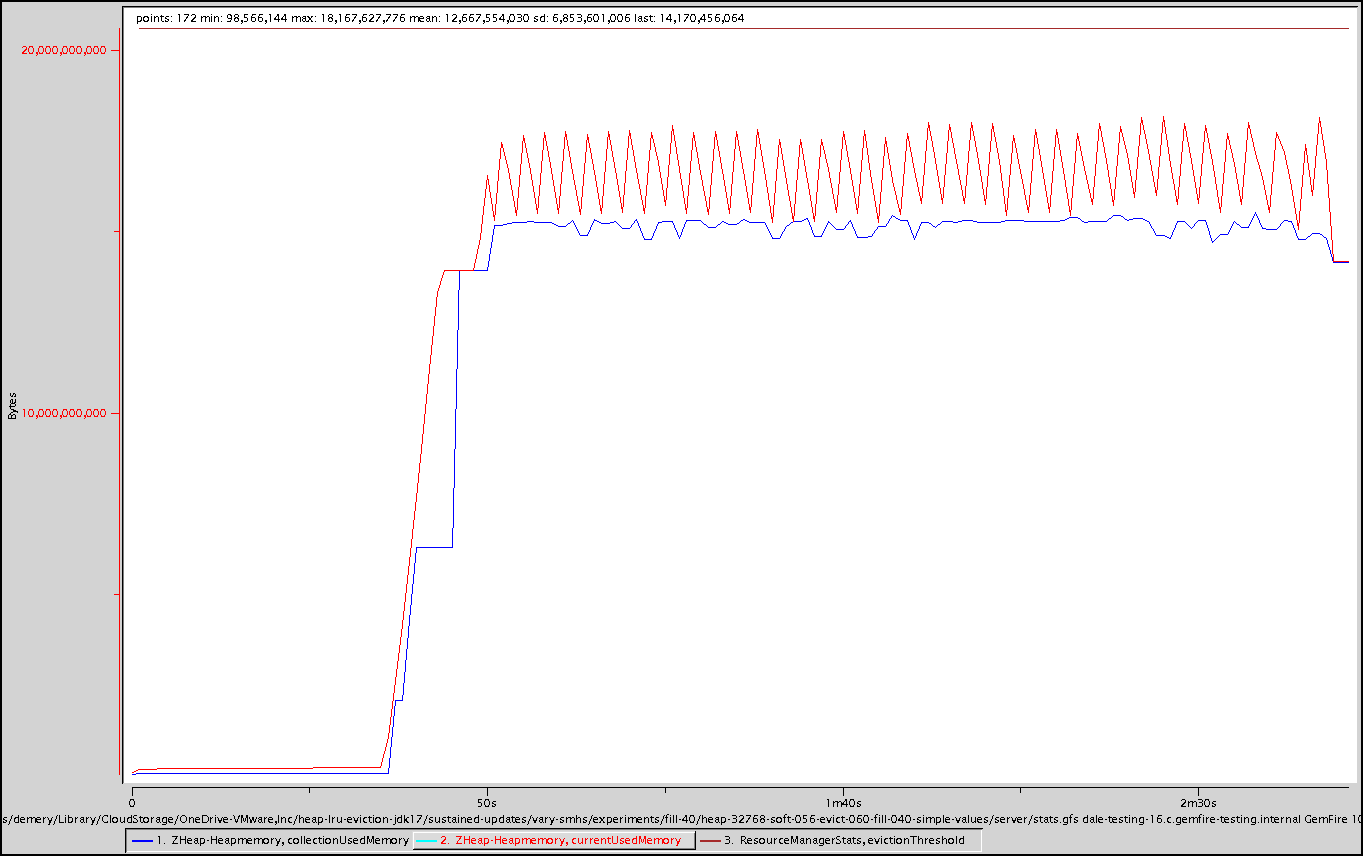 points: 172 min: 98,566,144 max: 18,167,627,776 mean: 12,667,554,030 sd: 6,853,601,006 last: 14,170,456,064
20,000,000,000
Bytes
10,000,000,000
0
50s
1m40s
2m30s
s/demery/Library/CloudStorage/OneDrive-VMware,Inc/heap-lru-eviction-jdk17/sustained-updates/vary-smhs/experiments/fill-40/heap-32768-soft-056-evict-060-fill-040-simple-values/server/stats.gfs dale-testing-16.c.gemfire-testing.internal GemFire 10
1. ZHeap-Heapmemory, collectionUsedMemory
2. ZHeap-Heapmemory, currentUsedMemory
3. ResourceManagerStats, evictionThreshold